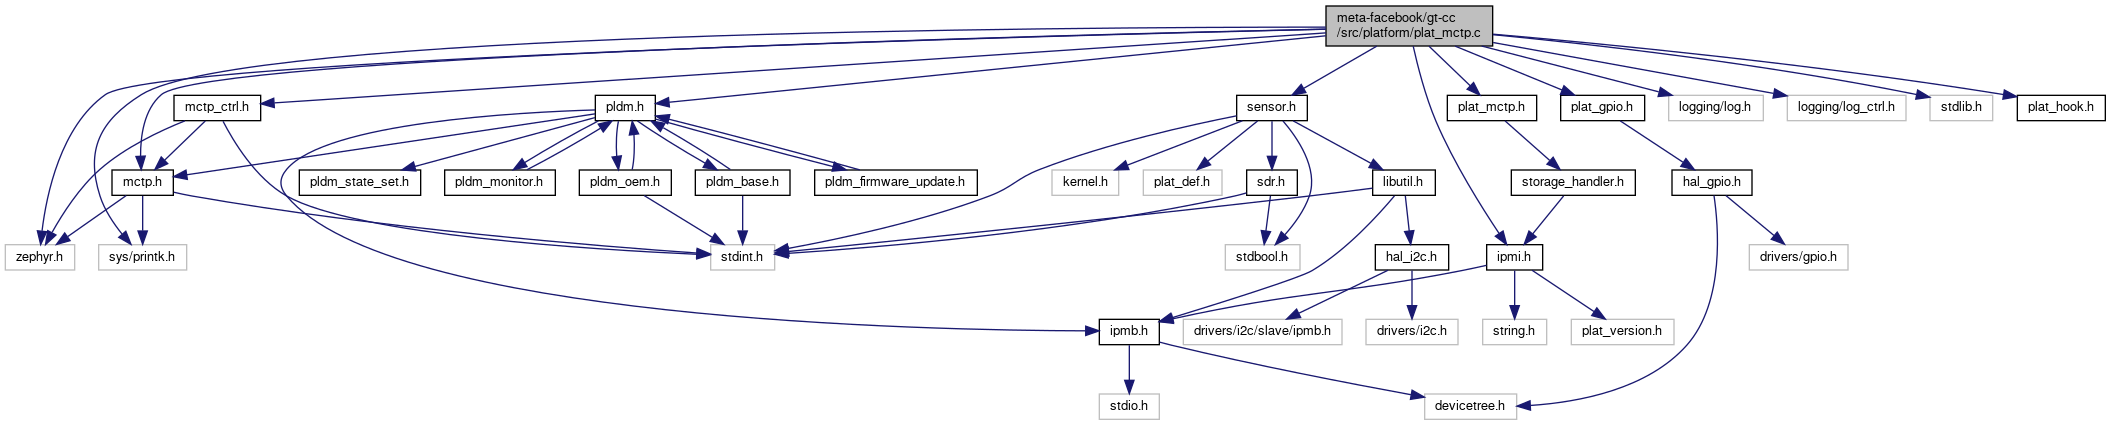 meta-facebook/gt-cc
/src/platform/plat_mctp.c
mctp_ctrl.h
pldm.h
sensor.h
plat_mctp.h
plat_gpio.h
logging/log.h
logging/log_ctrl.h
stdlib.h
plat_hook.h
mctp.h
pldm_state_set.h
pldm_monitor.h
pldm_oem.h
pldm_base.h
pldm_firmware_update.h
kernel.h
plat_def.h
sdr.h
libutil.h
storage_handler.h
hal_gpio.h
zephyr.h
sys/printk.h
stdint.h
stdbool.h
hal_i2c.h
ipmi.h
drivers/gpio.h
ipmb.h
drivers/i2c/slave/ipmb.h
drivers/i2c.h
string.h
plat_version.h
stdio.h
devicetree.h